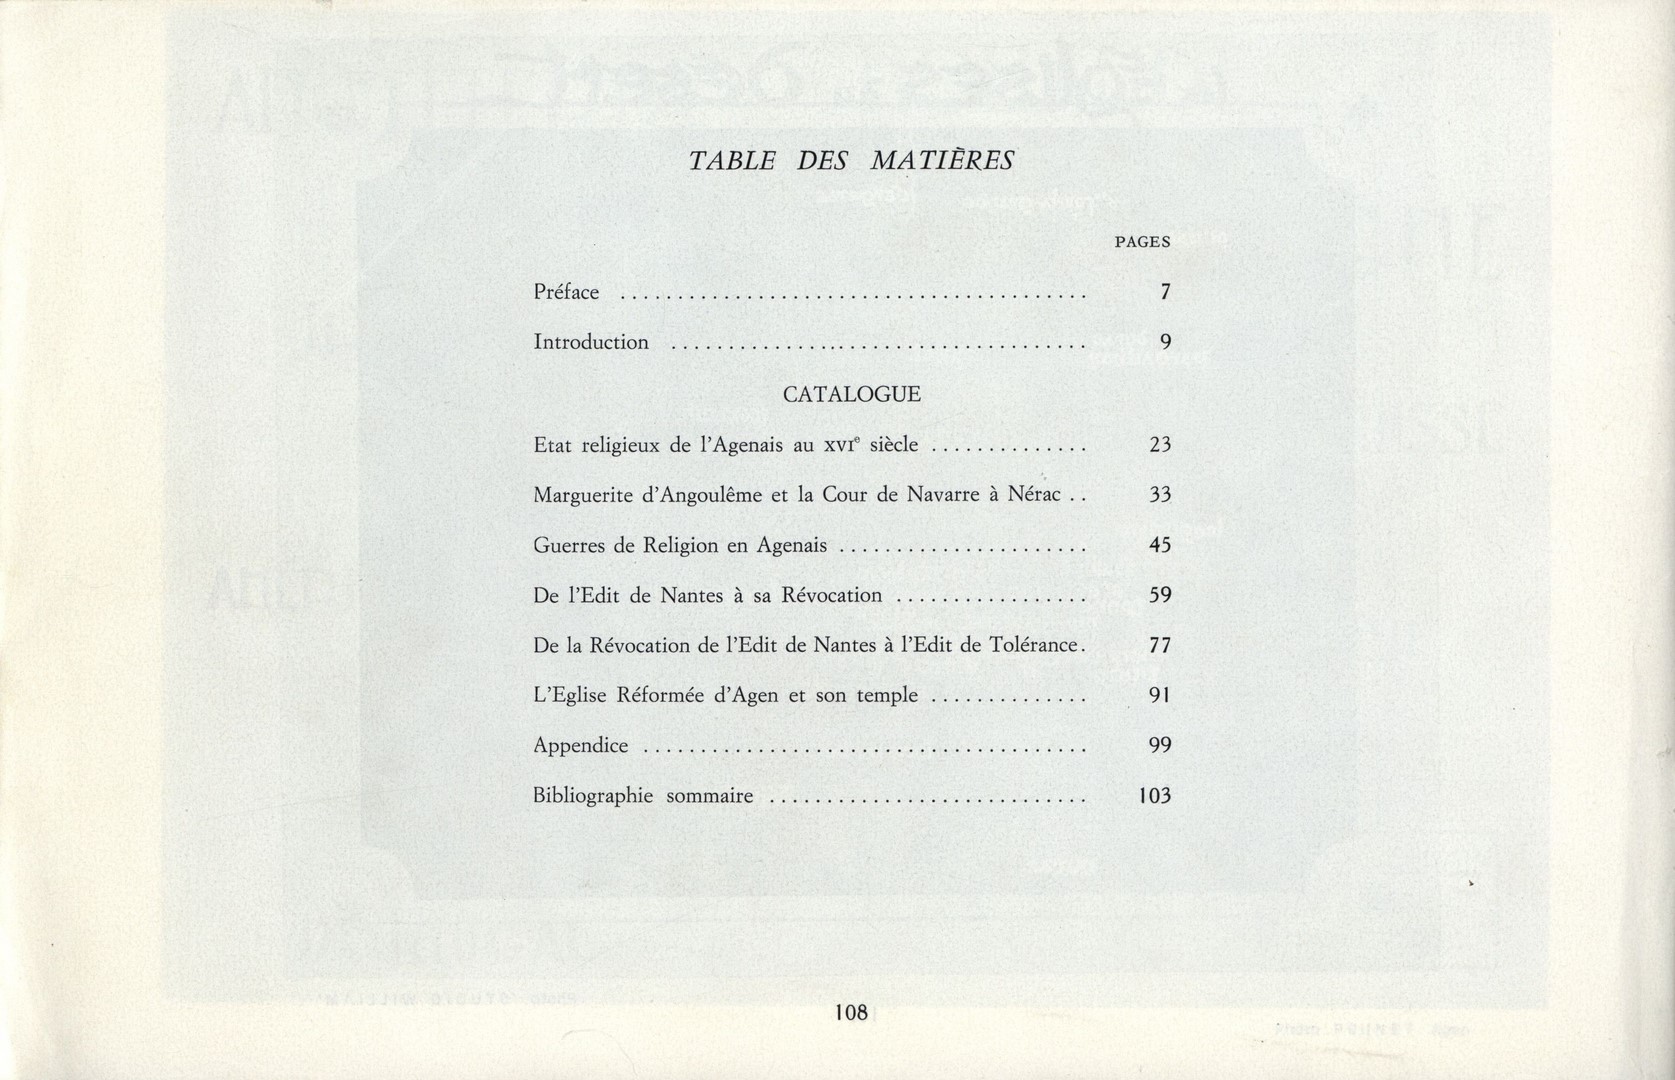 TABLE DES MATIÈRES
PAGES
Préface ......................................... 7
Introduction ..................................... 9
CATALOGUE
Etat religieux de l'Agenais au XVIe siècle .............. 23
Marguerite d'Angoulême et la Cour de Navarre à Nérac .. 33
Guerres de Religion en Agenais ...................... 45
De l'Edit de Nantes à sa Révocation ................. 59
De la Révocation de l'Edit de Nantes à l'Edit de Tolérance. 77
L'Eglise Réformée d'Agen et son temple .............. 91
Appendice ....................................... 99
Bibliographie sommaire ............................ 103
108